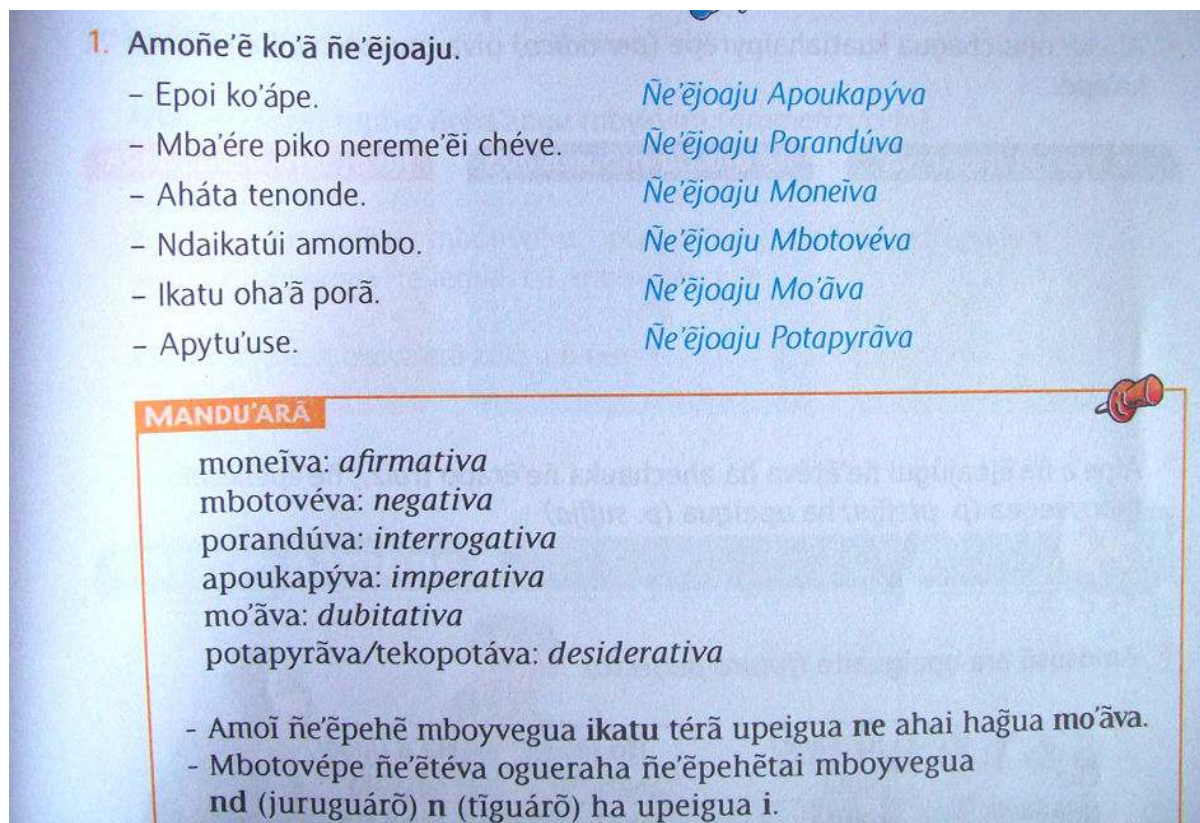 1. Amoñe'ẽ ko'ã ñe'ẽjoaju.
– Epoi ko'ápe. Ñe'ẽjoaju Apoukapýva
– Mba'ére piko nereme'ẽi chéve. Ñe'ẽjoaju Porandúva
– Aháta tenonde. Ñe'ẽjoaju Moneĩva
– Ndaikatúi amombo. Ñe'ẽjoaju Mbotovéva
– Ikatu oha'ã porã. Ñe'ẽjoaju Mo'ãva
– Apytu'use. Ñe'ẽjoaju Potapyrãva
MANDU'ARÃ
moneĩva: afirmativa
mbotovéva: negativa
porandúva: interrogativa
apoukapýva: imperativa
mo'ãva: dubitativa
potapyrãva/tekopotáva: desiderativa
- Amoĩ ñe'ẽpehẽ mboyvegua ikatu térã upeigua ne ahai hag̃ua mo'ãva.
- Mbotovépe ñe'ẽtéva ogueraha ñe'ẽpehẽtai mboyvegua
nd (juruguárõ) n (tĩguárõ) ha upeigua i.